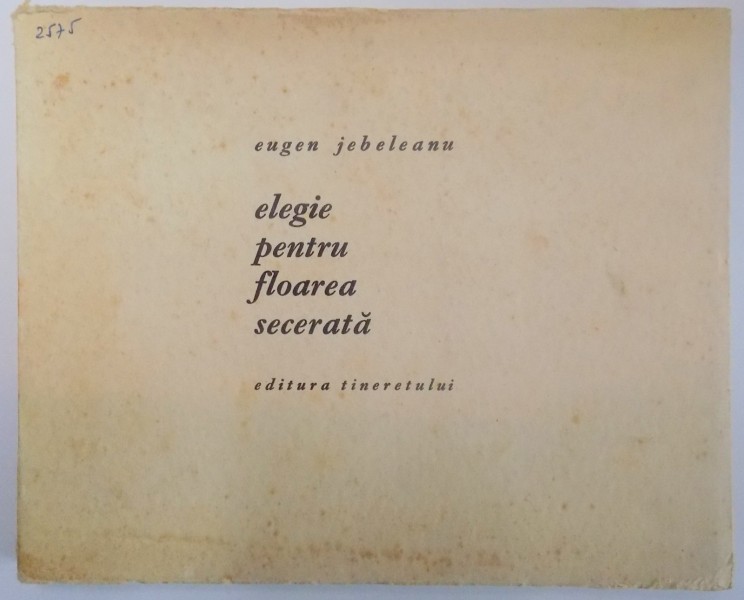 2575
eugen jebeleanu
elegie
pentru
floarea
secerată
editura tineretului